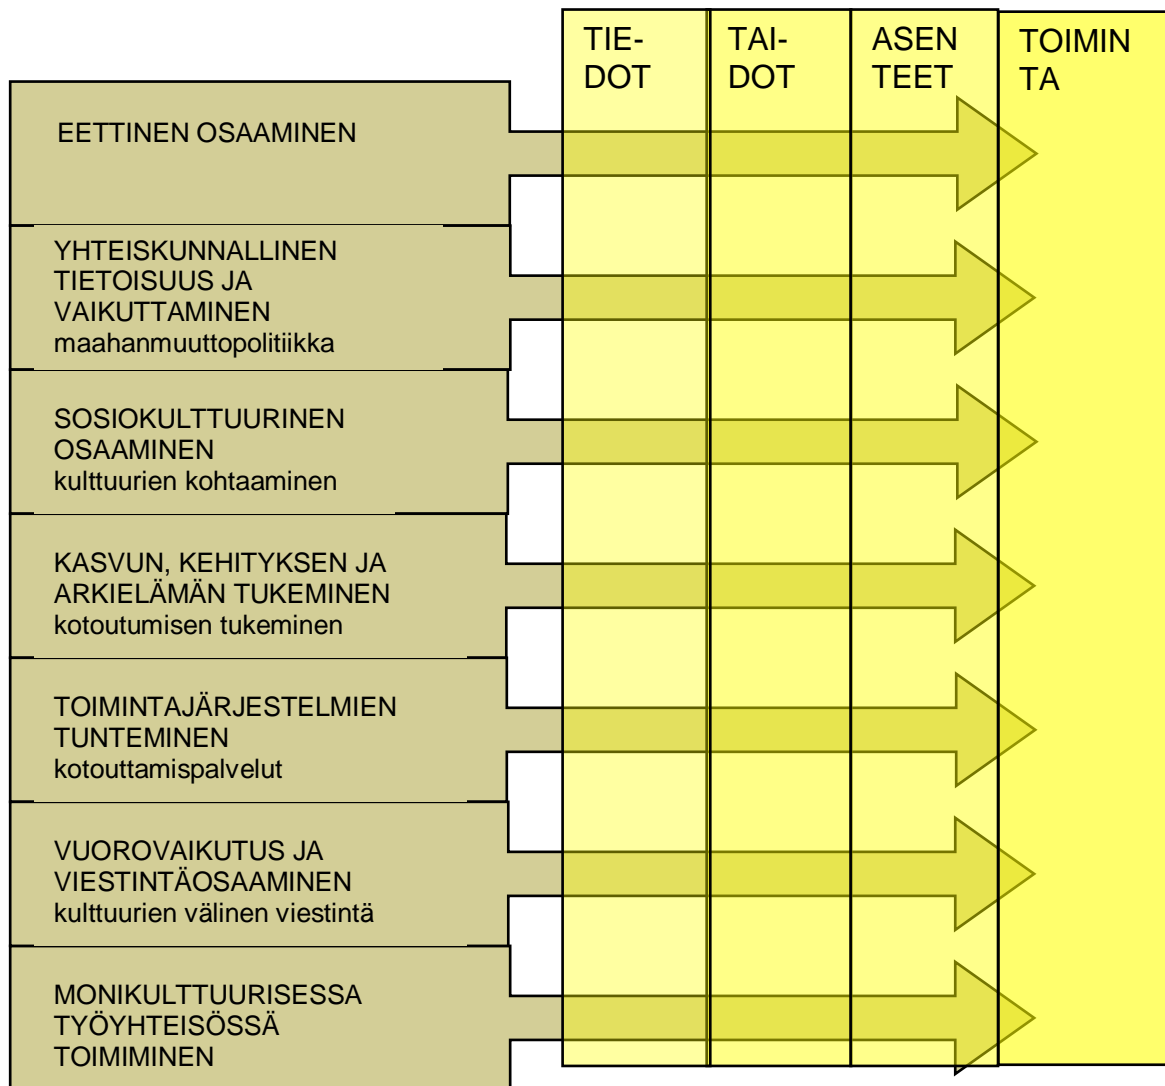 TIE-
DOT
TAI-
DOT
ASEN
TEET
TOIMIN
TA
EETTINEN OSAAMINEN
YHTEISKUNNALLINEN
TIETOISUUS JA
VAIKUTTAMINEN
maahanmuuttopolitiikka
SOSIOKULTTUURINEN
OSAAMINEN
kulttuurien kohtaaminen
KASVUN, KEHITYKSEN JA
ARKIELÄMÄN TUKEMINEN
kotoutumisen tukeminen
TOIMINTAJÄRJESTELMIEN
TUNTEMINEN
kotouttamispalvelut
VUOROVAIKUTUS JA
VIESTINTÄOSAAMINEN
kulttuurien välinen viestintä
MONIKULTTUURISESSA
TYÖYHTEISÖSSÄ
TOIMIMINEN